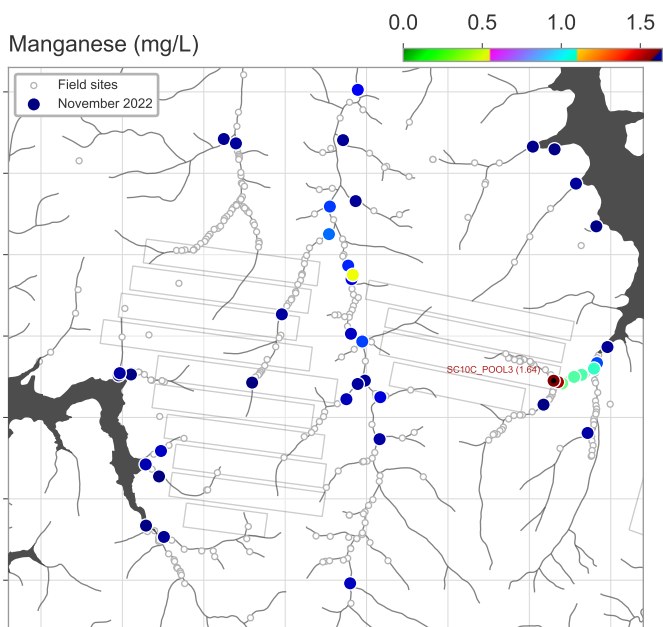 Manganese (mg/L)
0.0 0.5 1.0 1.5
Field sites
November 2022
SC10C_POOL3 (1.64)